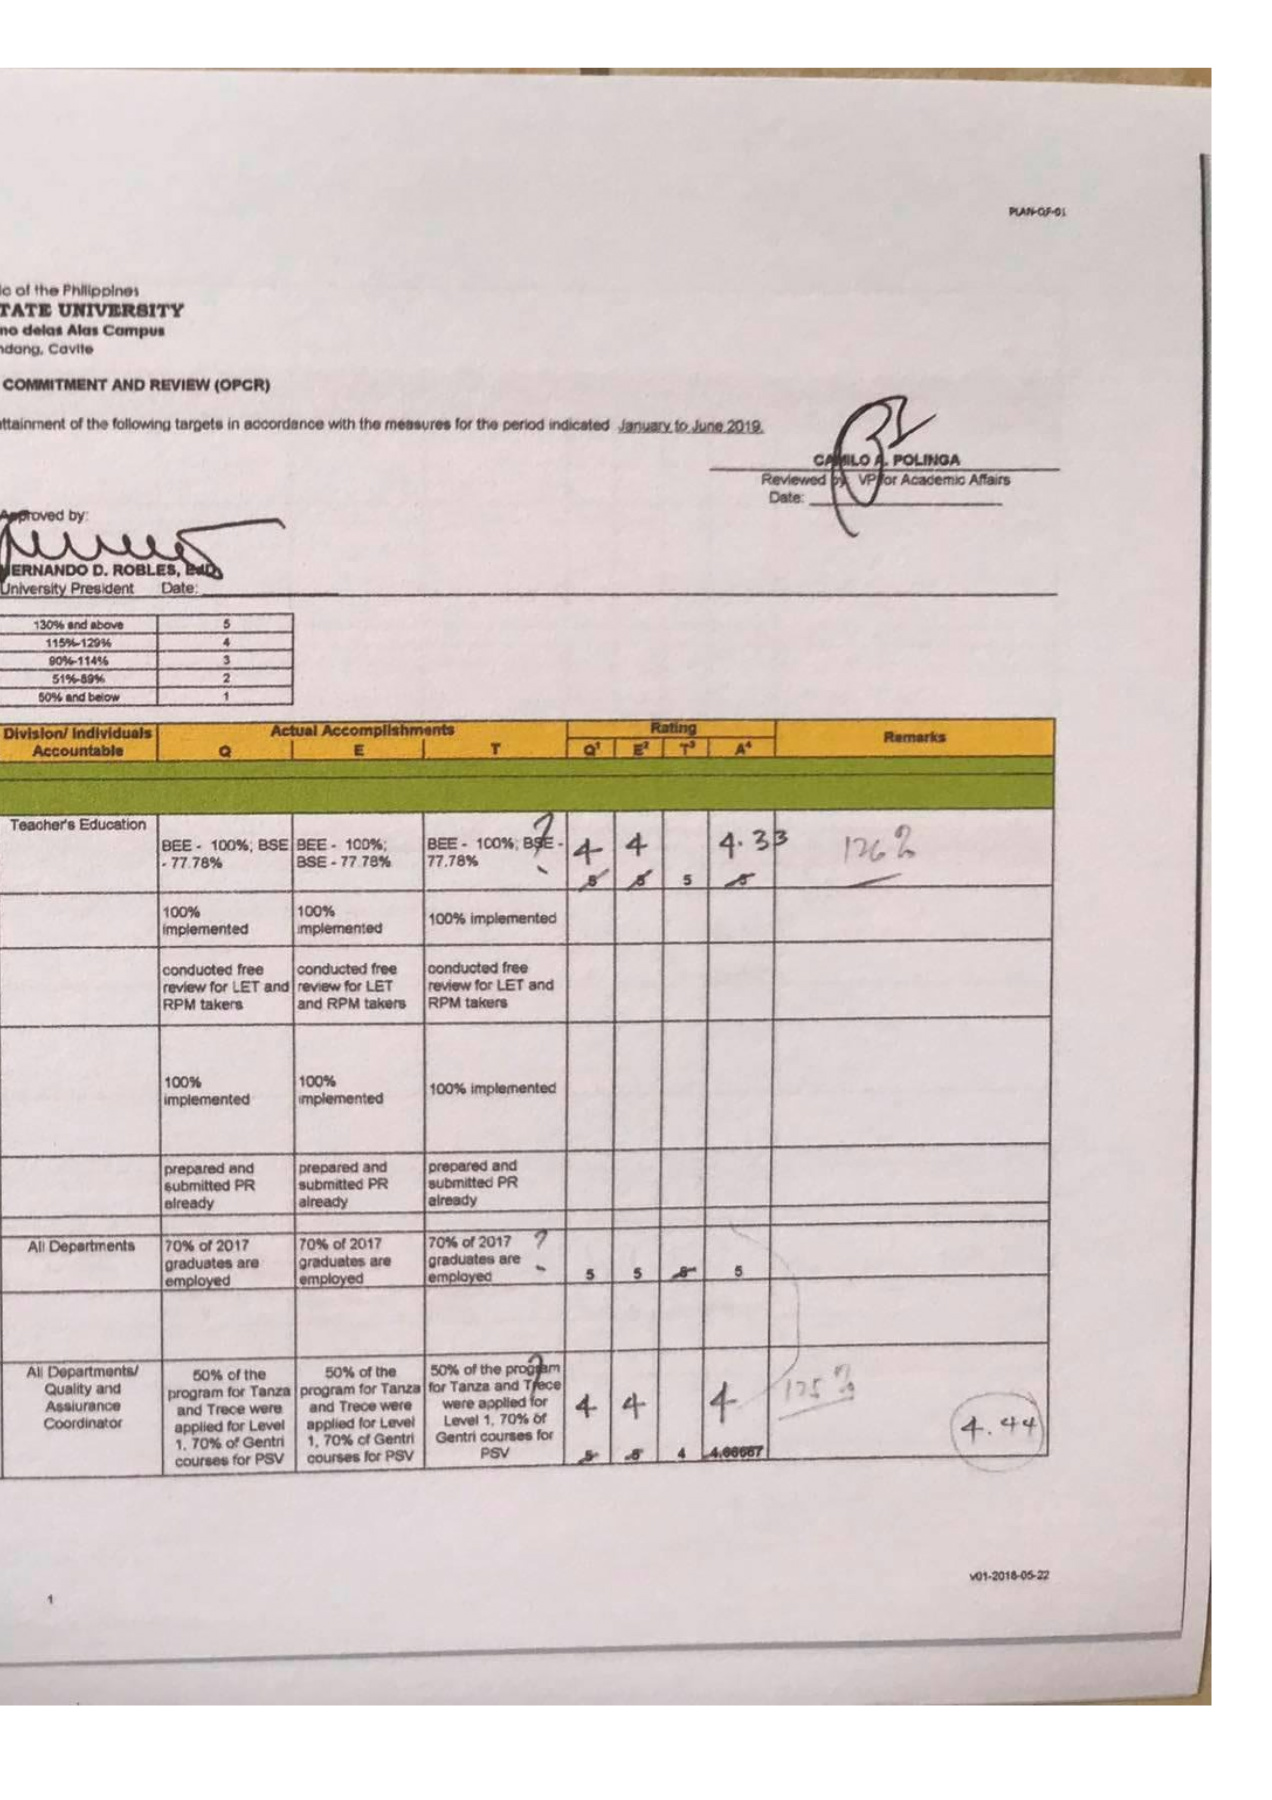 PLAN-QF-01
ic of the Philippines
TATE UNIVERSITY
no delas Alas Campus
ndang, Cavite
COMMITMENT AND REVIEW (OPCR)
ttainment of the following targets in accordance with the measures for the period indicated January to June 2019.
CAMILO A. POLINGA
Reviewed by: VP for Academic Affairs
Date:
Approved by:
HERNANDO D. ROBLES, EdD
University President Date:
130% and above 5
115%-129% 4
90%-114% 3
51%-89% 2
50% and below 1
Division/ Individuals Accountable
Actual Accomplishments
Rating
Remarks
Q E T Q¹ E² T³ A⁴
Teacher's Education
BEE - 100%; BSE - 77.78%
BEE - 100%; BSE - 77.78%
BEE - 100%; BSE - 77.78%
?
4 4 4.33 126%
5 5 5 5
100% implemented
100% implemented
100% implemented
conducted free review for LET and RPM takers
conducted free review for LET and RPM takers
conducted free review for LET and RPM takers
100% implemented
100% implemented
100% implemented
prepared and submitted PR already
prepared and submitted PR already
prepared and submitted PR already
All Departments
70% of 2017 graduates are employed
70% of 2017 graduates are employed
70% of 2017 graduates are employed
?
5 5 5 5
All Departments/ Quality and Assiurance Coordinator
50% of the program for Tanza and Trece were applied for Level 1, 70% of Gentri courses for PSV
50% of the program for Tanza and Trece were applied for Level 1, 70% of Gentri courses for PSV
50% of the program for Tanza and Trece were applied for Level 1, 70% of Gentri courses for PSV
?
4 4 4 125%
5 5 4 4.66667
4.44
v01-2018-05-22
1